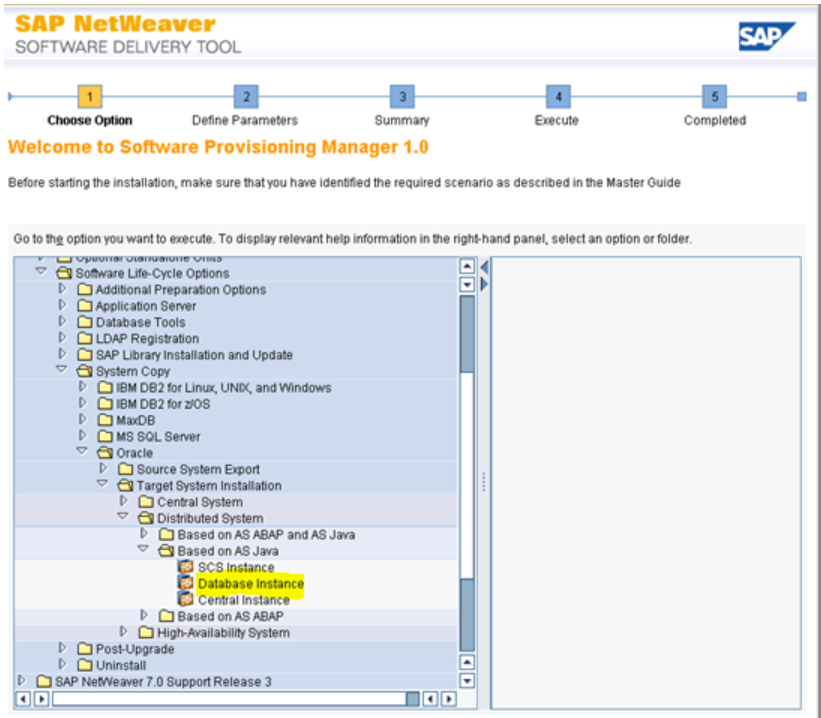 SAP NetWeaver
SOFTWARE DELIVERY TOOL
SAP
1 2 3 4 5
Choose Option Define Parameters Summary Execute Completed
Welcome to Software Provisioning Manager 1.0
Before starting the installation, make sure that you have identified the required scenario as described in the Master Guide
Go to the option you want to execute. To display relevant help information in the right-hand panel, select an option or folder.
Optional Standalone Units
Software Life-Cycle Options
Additional Preparation Options
Application Server
Database Tools
LDAP Registration
SAP Library Installation and Update
System Copy
IBM DB2 for Linux, UNIX, and Windows
IBM DB2 for z/OS
MaxDB
MS SQL Server
Oracle
Source System Export
Target System Installation
Central System
Distributed System
Based on AS ABAP and AS Java
Based on AS Java
SCS Instance
Database Instance
Central Instance
Based on AS ABAP
High-Availability System
Post-Upgrade
Uninstall
SAP NetWeaver 7.0 Support Release 3